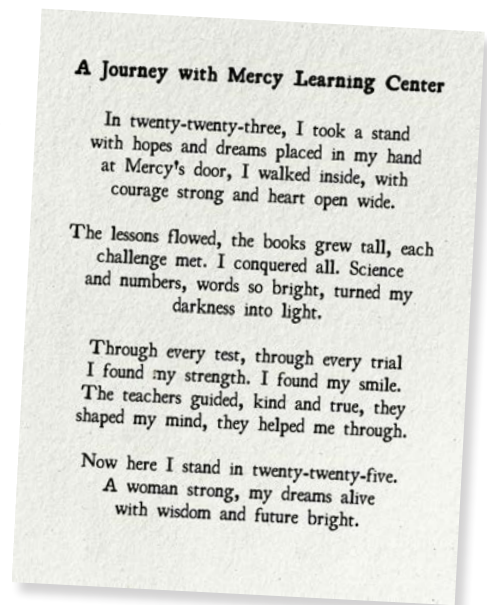 A Journey with Mercy Learning Center
In twenty-twenty-three, I took a stand
with hopes and dreams placed in my hand
at Mercy's door, I walked inside, with
courage strong and heart open wide.
The lessons flowed, the books grew tall, each
challenge met. I conquered all. Science
and numbers, words so bright, turned my
darkness into light.
Through every test, through every trial
I found my strength. I found my smile.
The teachers guided, kind and true, they
shaped my mind, they helped me through.
Now here I stand in twenty-twenty-five.
A woman strong, my dreams alive
with wisdom and future bright.